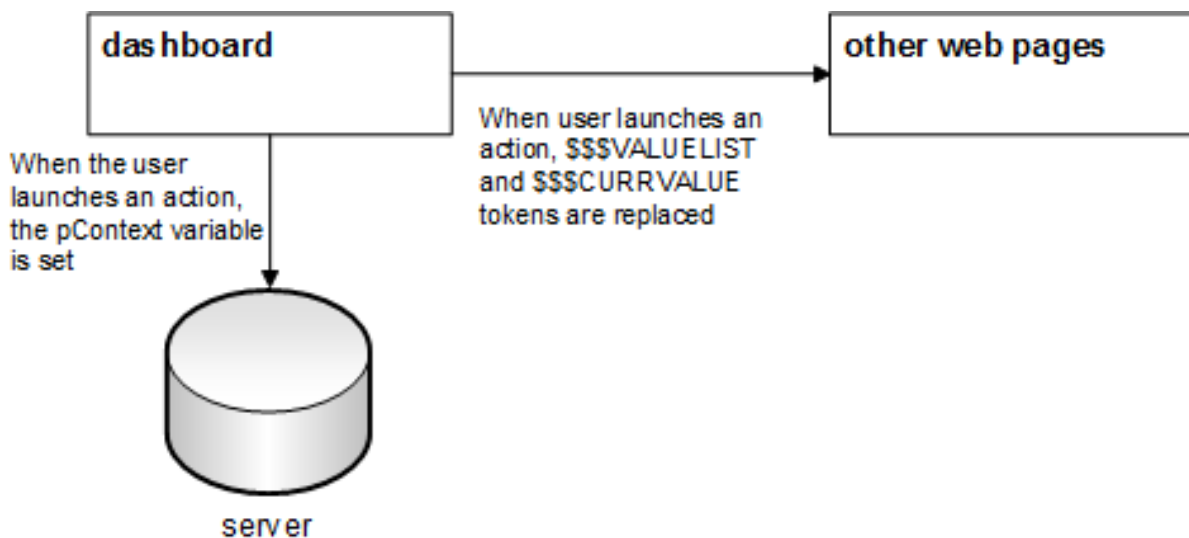 dashboard
other web pages
When user launches an
action, $$$VALUELIST
and $$$CURRVALUE
tokens are replaced
When the user
launches an action,
the pContext variable
is set
server